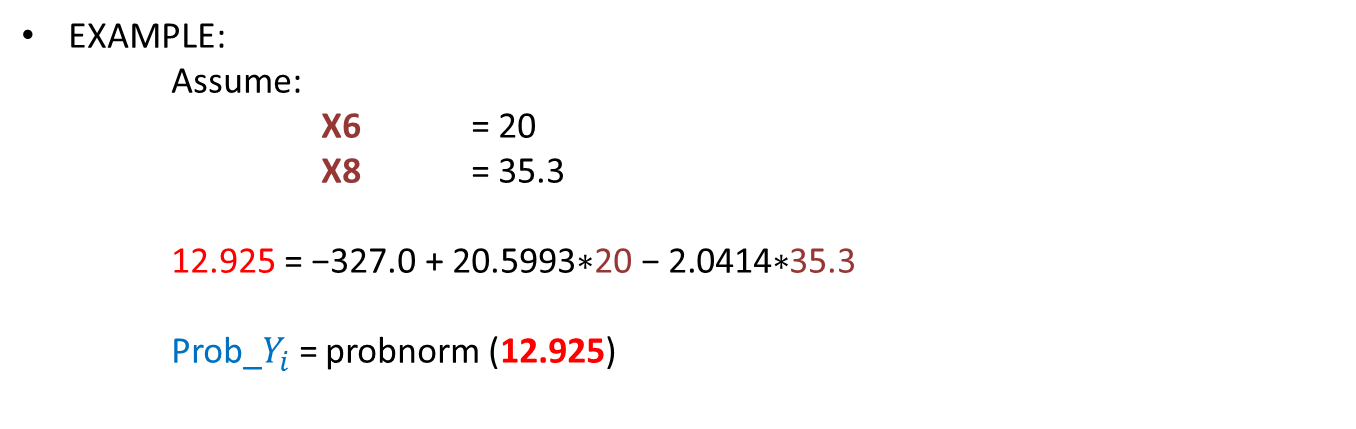 • EXAMPLE:
Assume:
X6 = 20
X8 = 35.3
12.925 = −327.0 + 20.5993*20 − 2.0414*35.3
Prob_Yᵢ = probnorm (12.925)